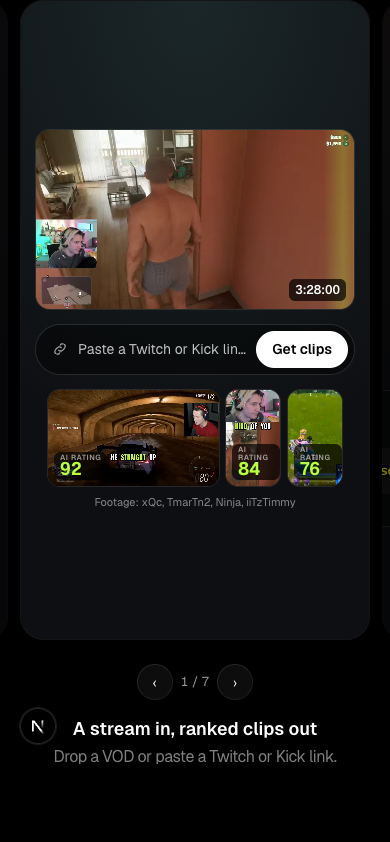 3:28:00
Paste a Twitch or Kick lin...
Get clips
AI RATING
92
HE STRAIGHT UP
AI
RATING
84
OF YOU
AI
RATING
76
Footage: xQc, TmarTn2, Ninja, iiTzTimmy
‹ 1 / 7 ›
N
A stream in, ranked clips out
Drop a VOD or paste a Twitch or Kick link.